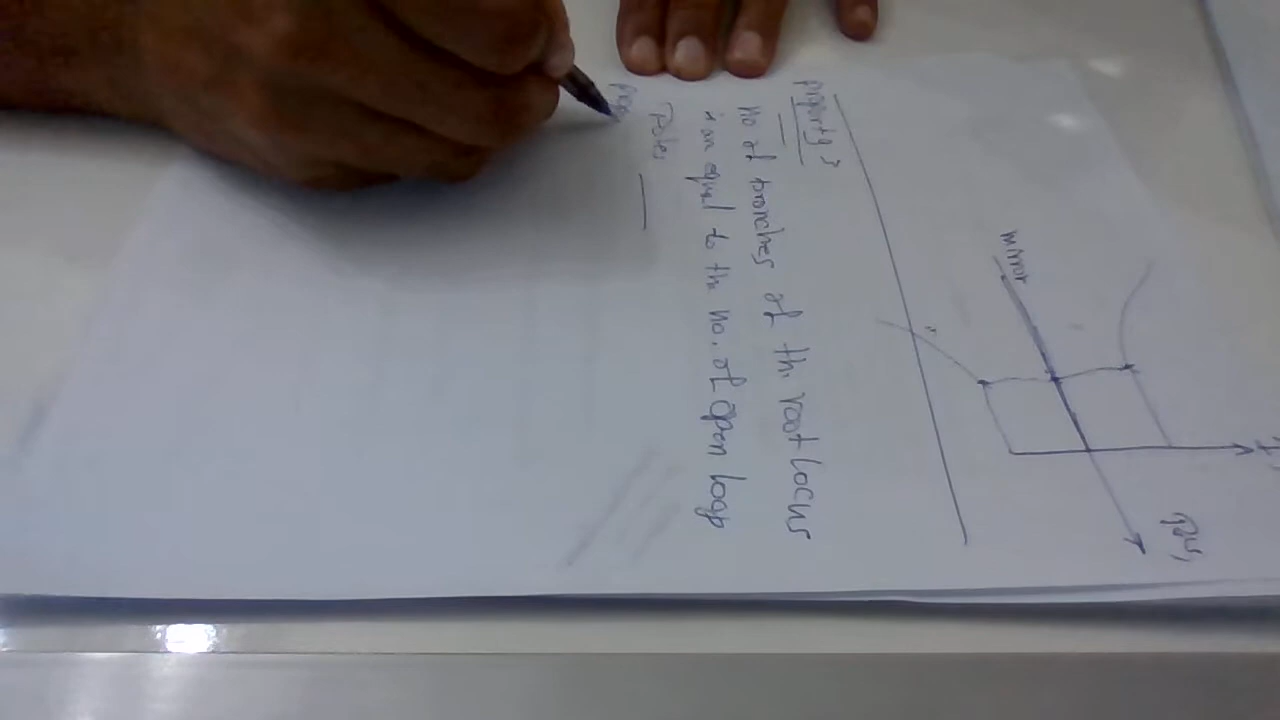 mirror
property 3
no of branches of the root locus
is an equal to the no. of open loop
Poles